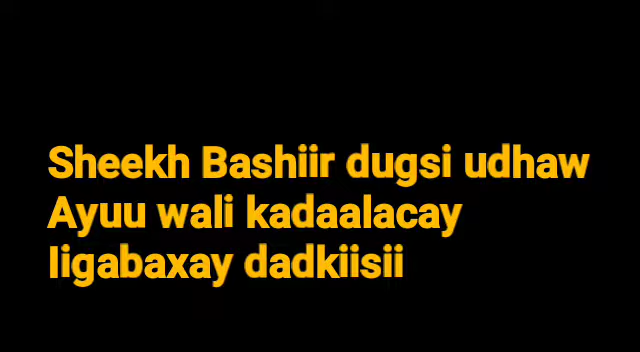 Sheekh Bashiir dugsi udhaw
Ayuu wali kadaalacay
Iigabaxay dadkiisii